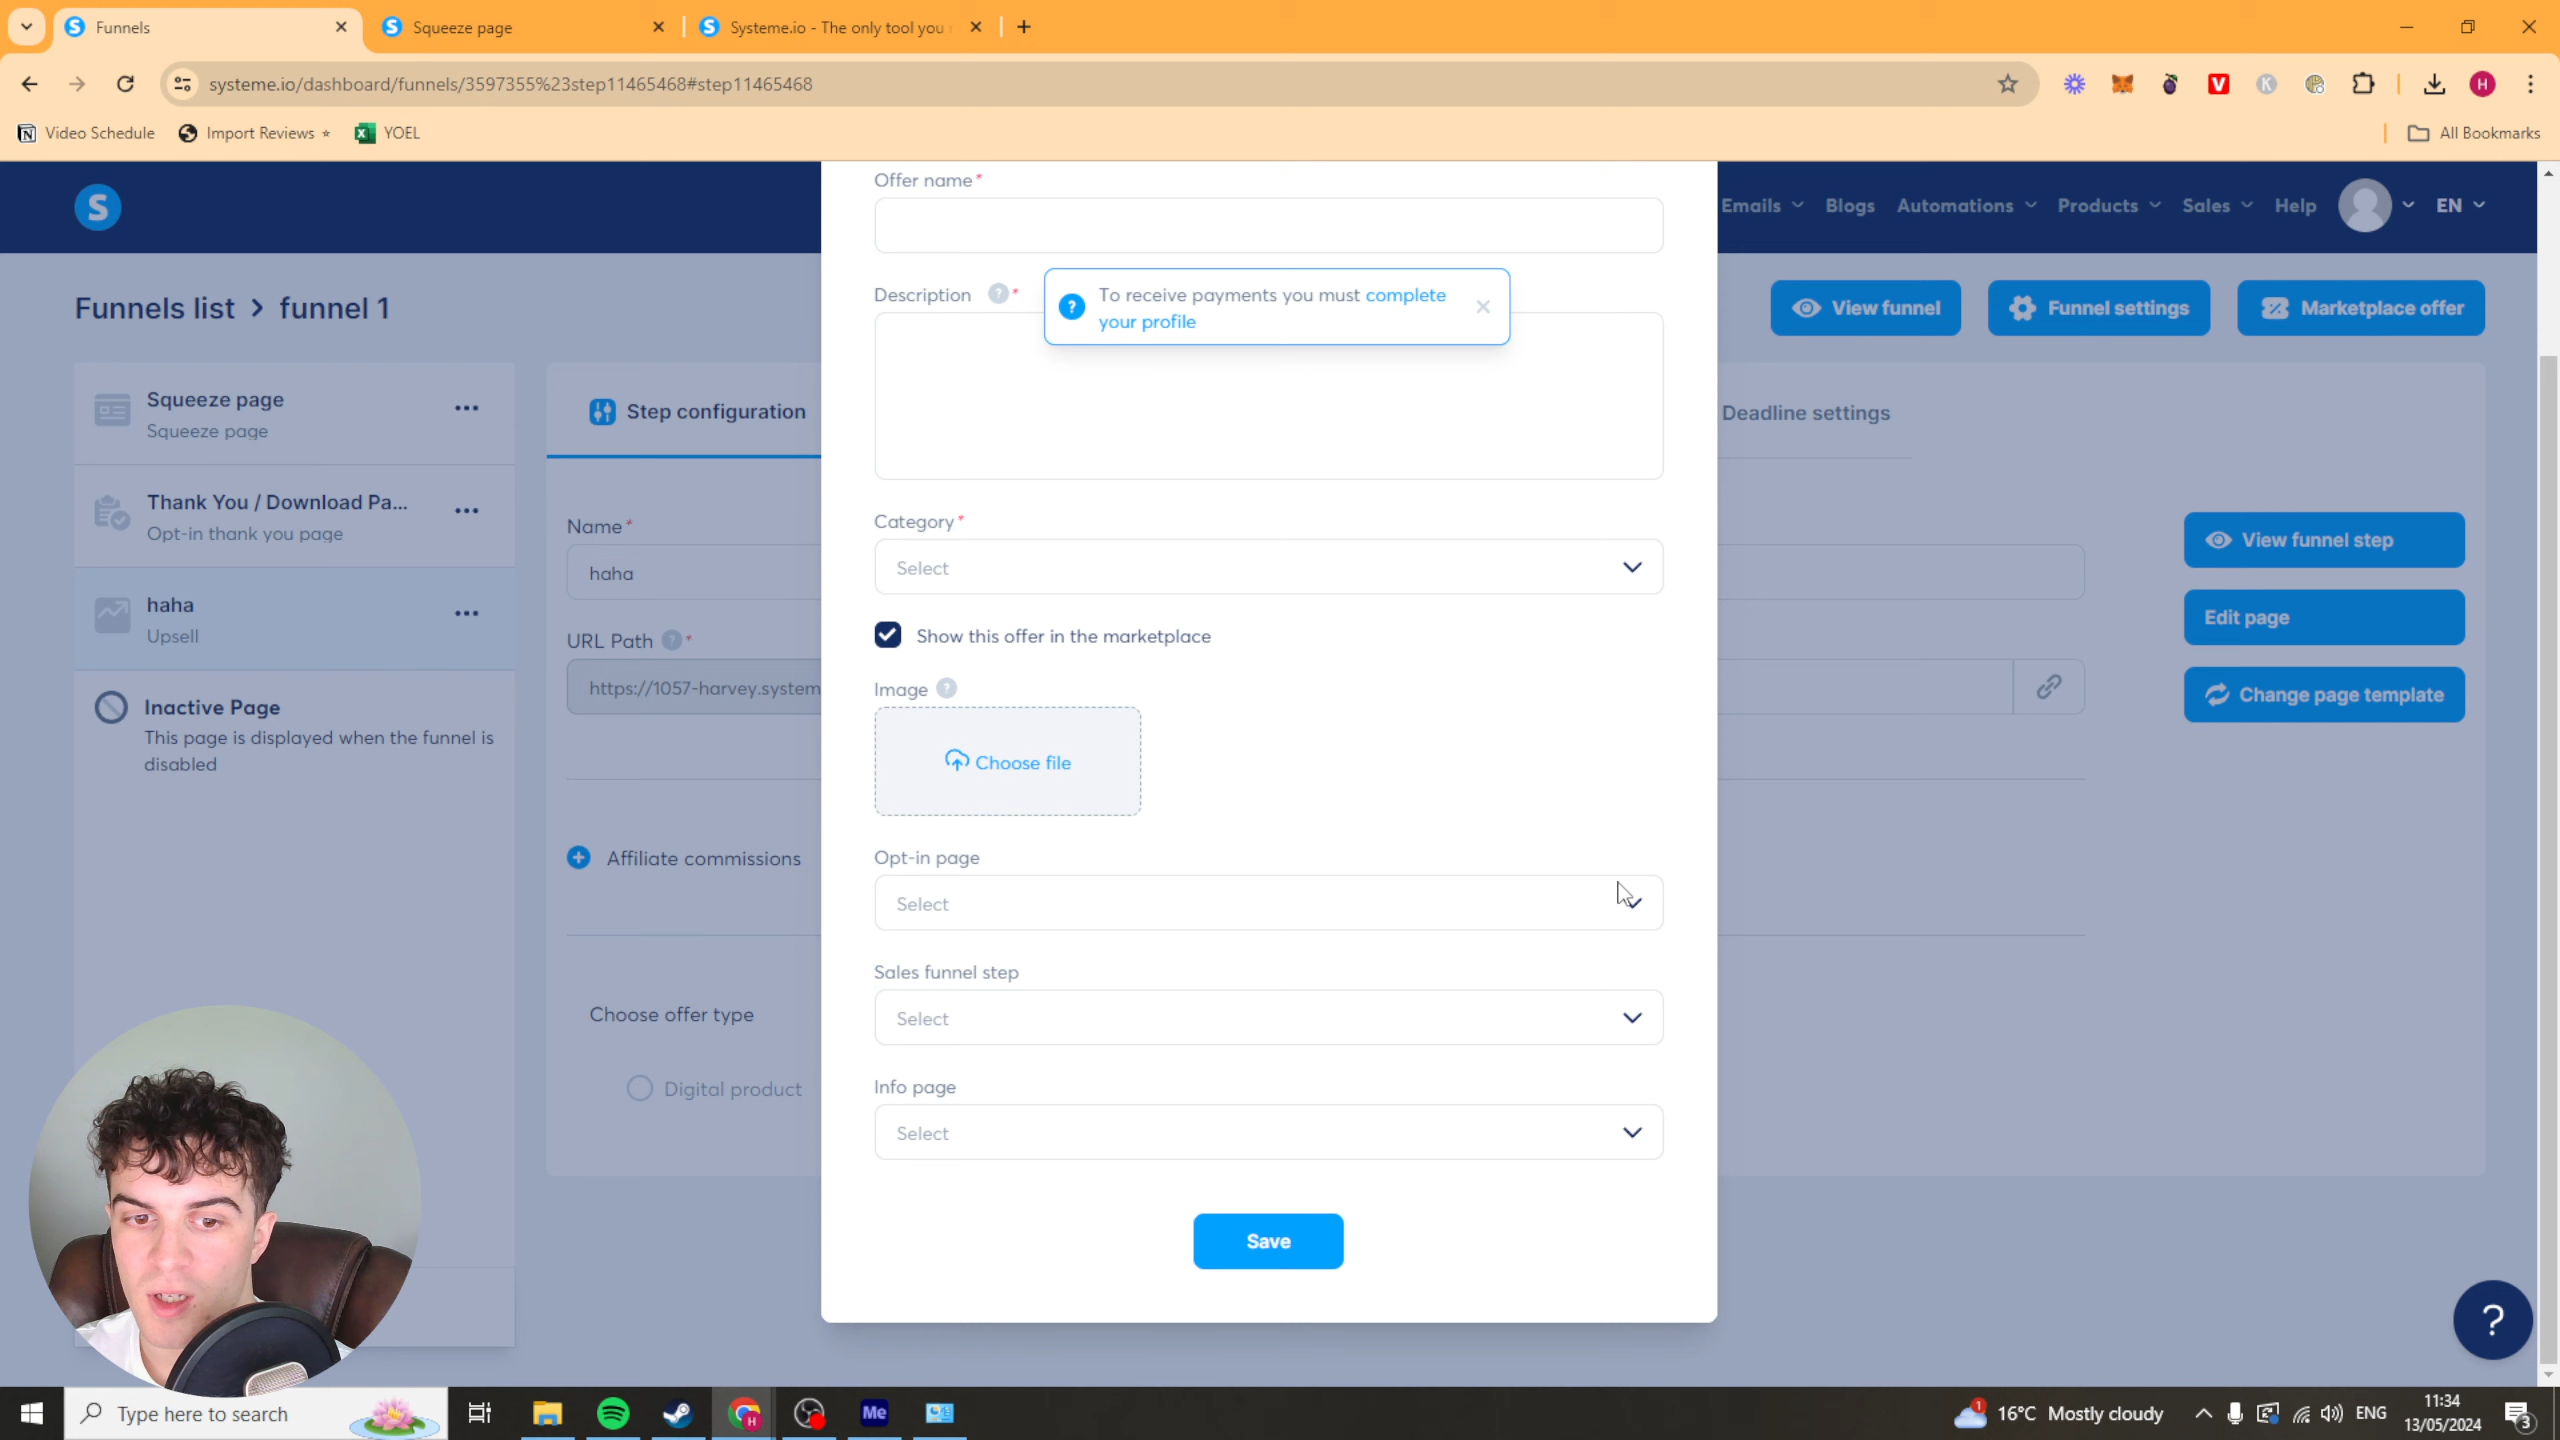 Funnels
Squeeze page
Systeme.io - The only tool you
systeme.io/dashboard/funnels/3597355%23step11465468#step11465468
Video Schedule
Import Reviews
YOEL
All Bookmarks
Emails
Blogs
Automations
Products
Sales
Help
EN
Funnels list > funnel 1
View funnel
Funnel settings
Marketplace offer
Squeeze page
Squeeze page
Thank You / Download Pa...
Opt-in thank you page
haha
Upsell
Inactive Page
This page is displayed when the funnel is
disabled
Step configuration
Deadline settings
Name*
haha
URL Path ? *
https://1057-harvey.system
Affiliate commissions
Choose offer type
Digital product
View funnel step
Edit page
Change page template
Offer name*
Description ? *
To receive payments you must complete
your profile
Category*
Select
Show this offer in the marketplace
Image ?
Choose file
Opt-in page
Select
Sales funnel step
Select
Info page
Select
Save
?
Type here to search
Me
16°C Mostly cloudy
ENG
11:34
13/05/2024
3